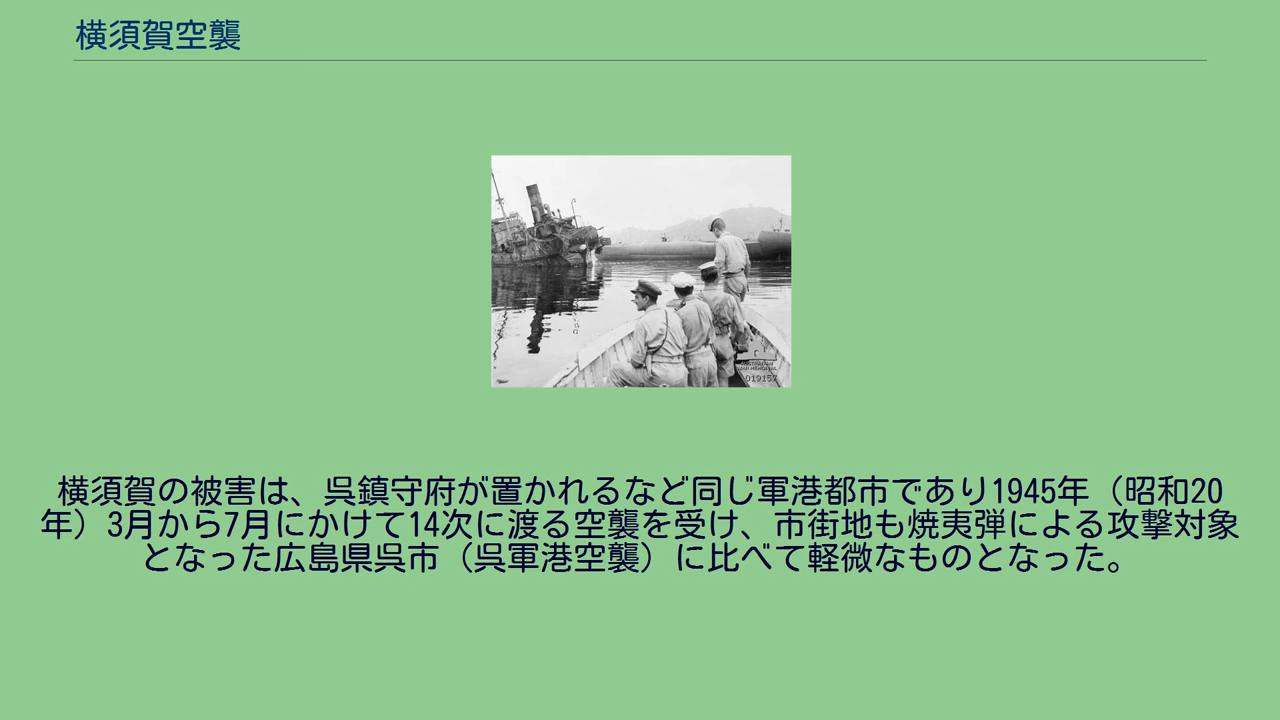 横須賀空襲
AUSTRALIAN
WAR MEMORIAL
019157
横須賀の被害は、呉鎮守府が置かれるなど同じ軍港都市であり1945年（昭和20
年）3月から7月にかけて14次に渡る空襲を受け、市街地も焼夷弾による攻撃対象
となった広島県呉市（呉軍港空襲）に比べて軽微なものとなった。